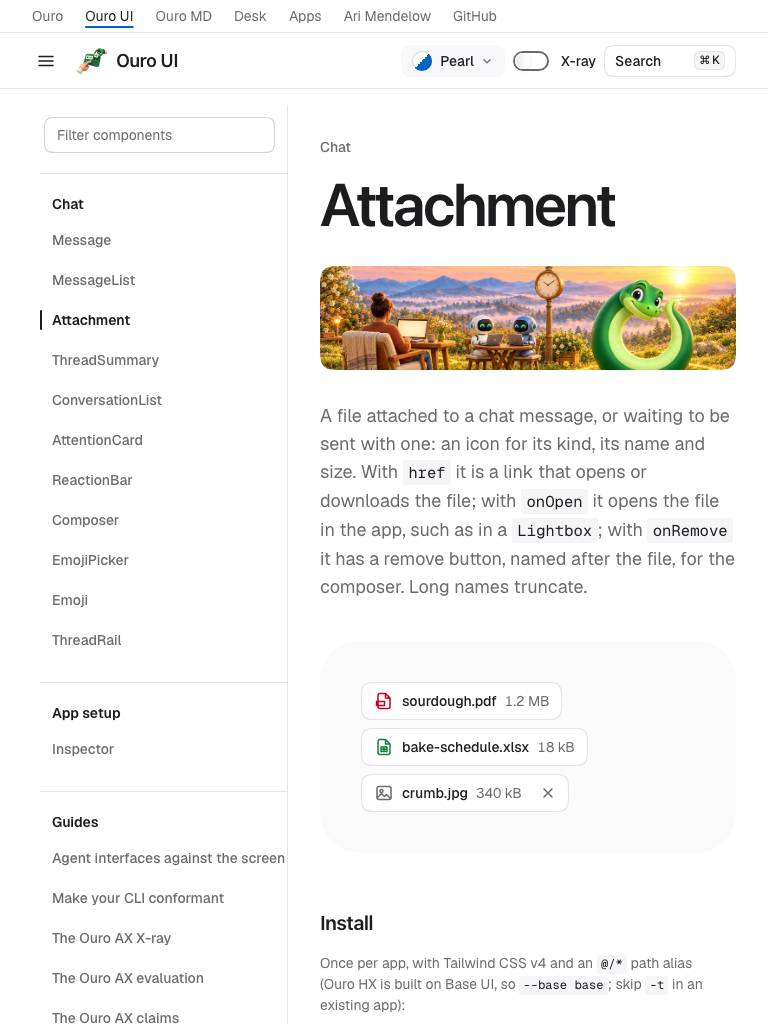 Ouro Ouro UI Ouro MD Desk Apps Ari Mendelow GitHub
Ouro UI
Pearl
X-ray
Search ⌘ K
Filter components
Chat
Message
MessageList
Attachment
ThreadSummary
ConversationList
AttentionCard
ReactionBar
Composer
EmojiPicker
Emoji
ThreadRail
App setup
Inspector
Guides
Agent interfaces against the screen
Make your CLI conformant
The Ouro AX X-ray
The Ouro AX evaluation
The Ouro AX claims
Chat
Attachment
A file attached to a chat message, or waiting to be
sent with one: an icon for its kind, its name and
size. With href it is a link that opens or
downloads the file; with onOpen it opens the file
in the app, such as in a Lightbox; with onRemove
it has a remove button, named after the file, for the
composer. Long names truncate.
sourdough.pdf 1.2 MB
bake-schedule.xlsx 18 kB
crumb.jpg 340 kB
Install
Once per app, with Tailwind CSS v4 and an @/* path alias
(Ouro HX is built on Base UI, so --base base; skip -t in an
existing app):